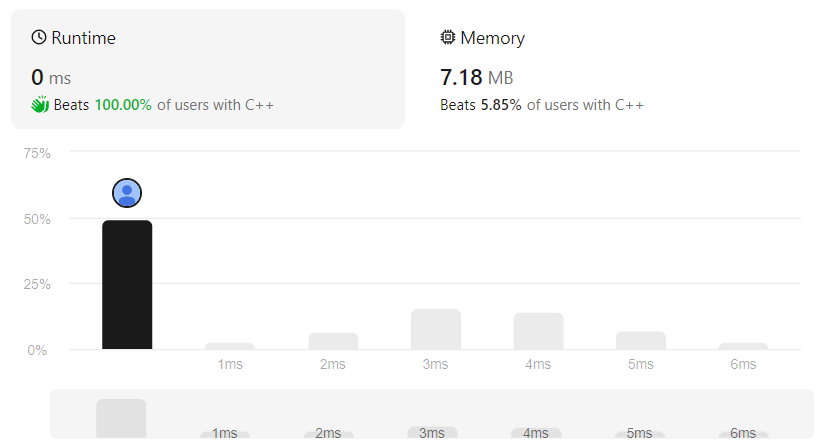 Runtime
0 ms
Beats 100.00% of users with C++
Memory
7.18 MB
Beats 5.85% of users with C++
75%
50%
25%
0%
1ms 2ms 3ms 4ms 5ms 6ms
1ms 2ms 3ms 4ms 5ms 6ms